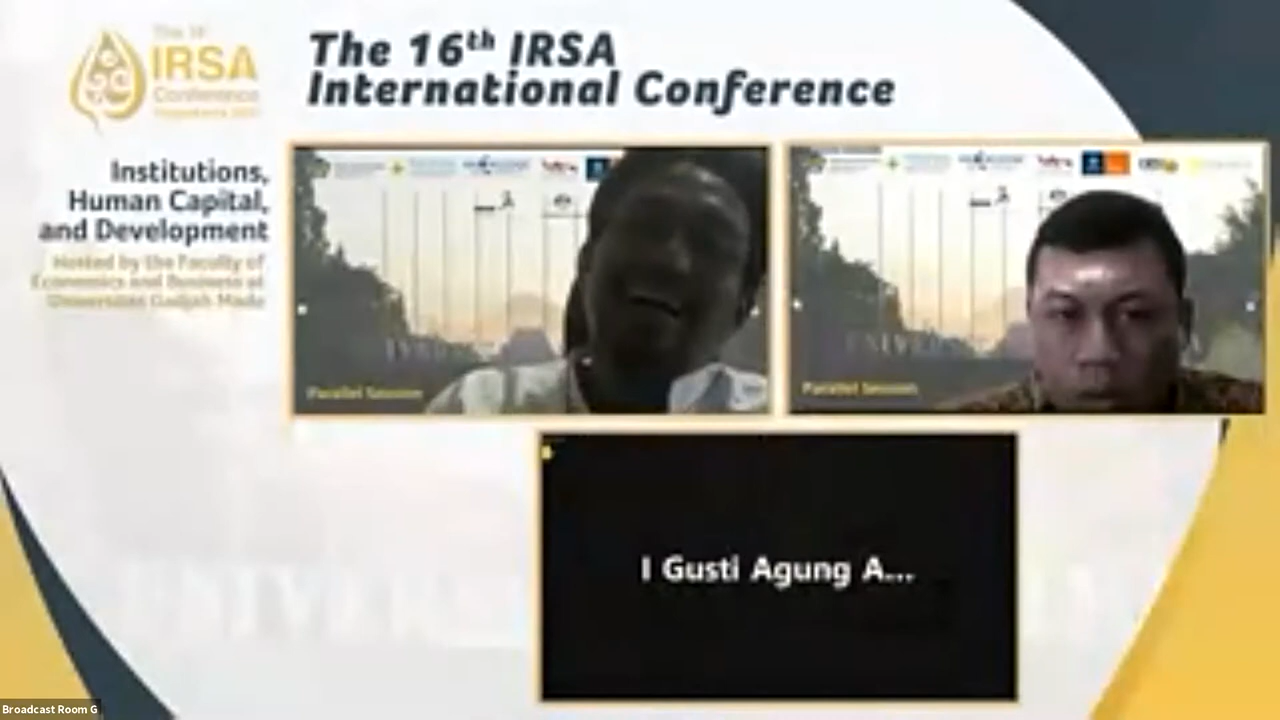 The 16th
IRSA
Conference
The 16th IRSA
International Conference
Institutions,
Human Capital,
and Development
Hosted by the Faculty of
Economics and Business at
Universitas Gadjah Mada
Parallel Session
Parallel Session
I Gusti Agung A...
Broadcast Room G